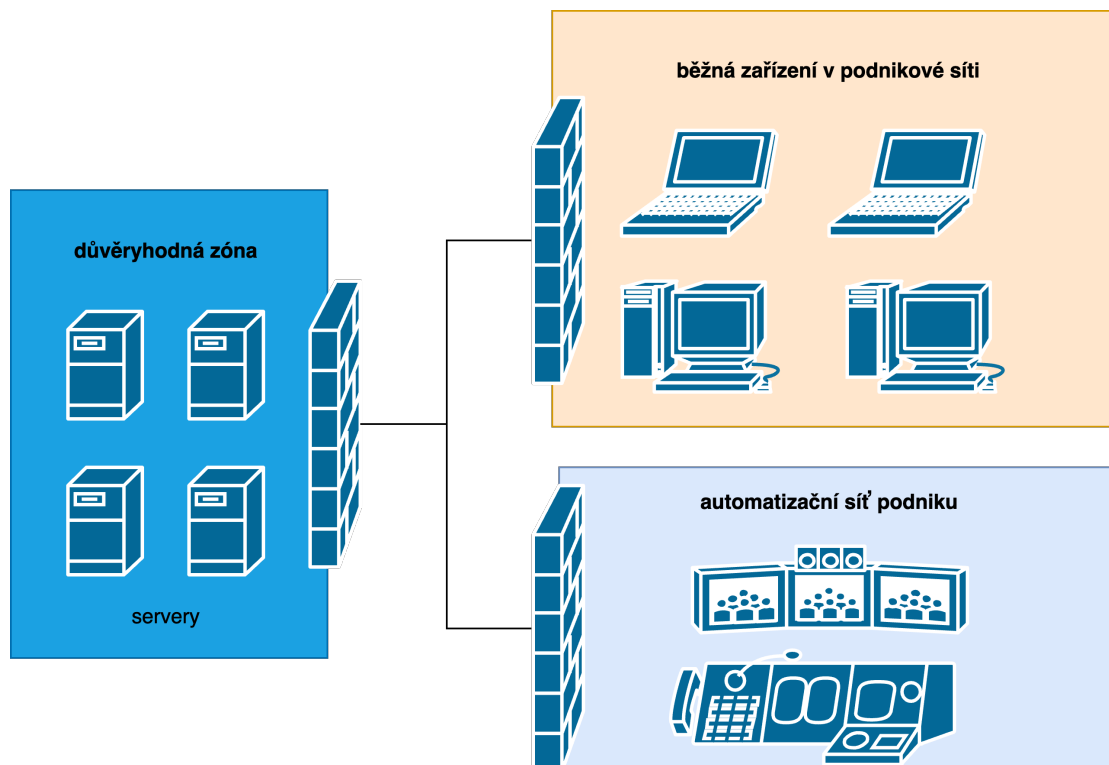 běžná zařízení v podnikové síti
důvěryhodná zóna
servery
automatizační síť podniku